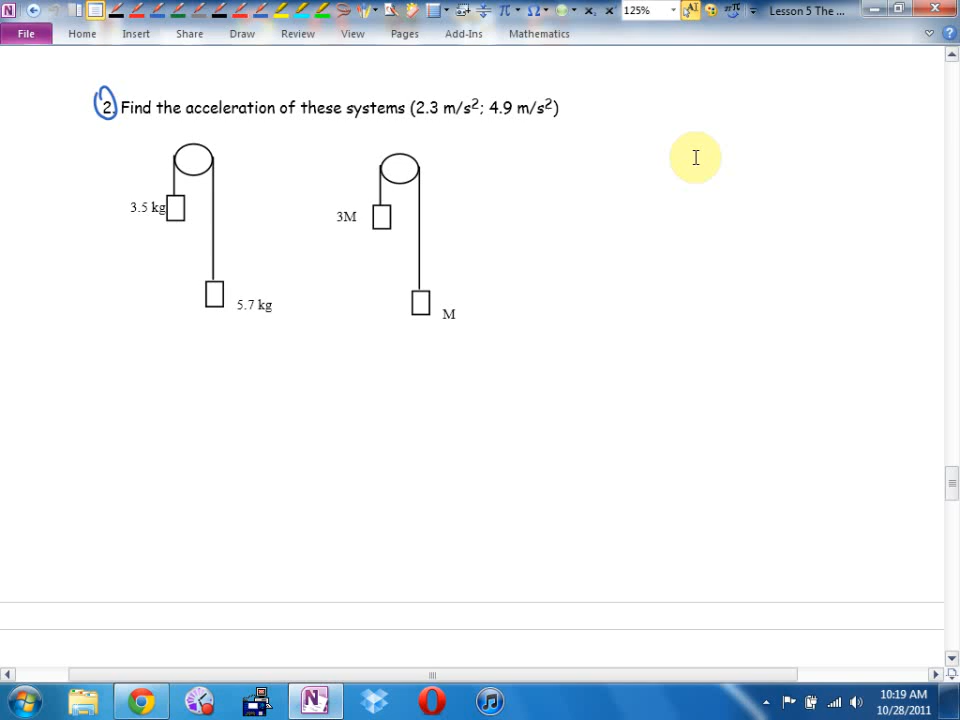 125%
Lesson 5 The ...
File Home Insert Share Draw Review View Pages Add-Ins Mathematics
2. Find the acceleration of these systems (2.3 m/s²; 4.9 m/s²)
3.5 kg
3M
5.7 kg
M
10:19 AM
10/28/2011